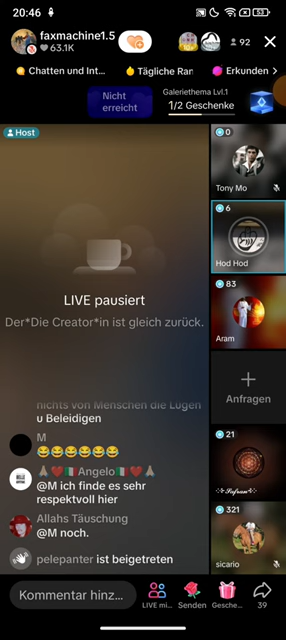 20:46
53
faxmachine1.5
63.1K
92
Chatten und Int...
Tägliche Ran
Erkunden >
Nicht
erreicht
Galeriethema Lvl.1
1/2 Geschenke
Host
0
Tony Mo
6
Hod Hod
LIVE pausiert
Der*Die Creator*in ist gleich zurück.
83
Aram
Anfragen
nichts von Menschen die Lügen
u Beleidigen
M
😂😂😂😂😂😂
Angelo
@M ich finde es sehr
respektvoll hier
Allahs Täuschung
@M noch.
pelepanter ist beigetreten
21
Safram
321
sicario
Kommentar hinz...
LIVE mi...
Senden
Gesche...
39